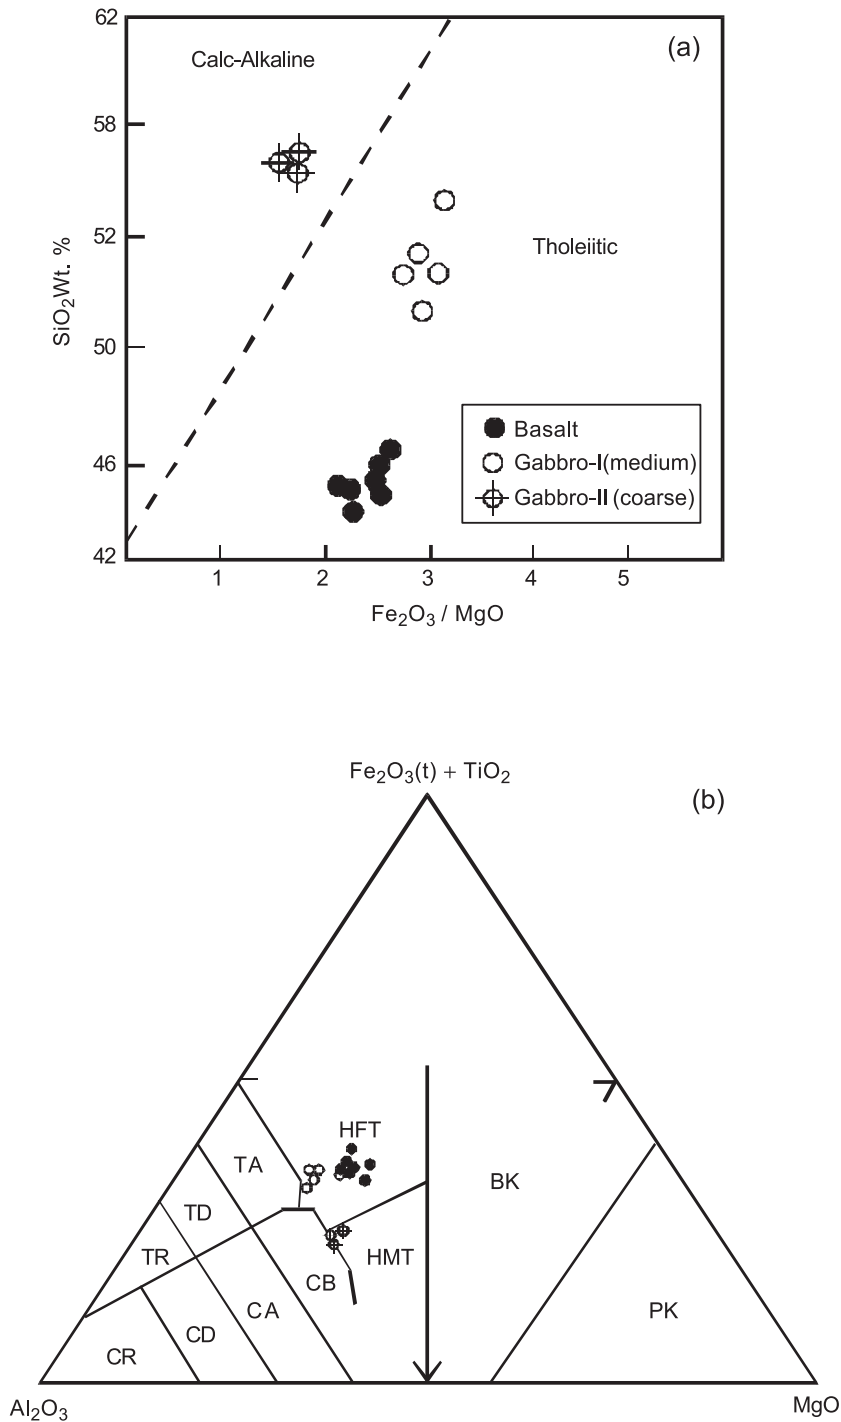 (a)
Calc-Alkaline
Tholeiitic
62
58
52
50
46
42
SiO₂Wt. %
Basalt
Gabbro-I(medium)
Gabbro-II (coarse)
1 2 3 4 5
Fe₂O₃ / MgO
Fe₂O₃(t) + TiO₂
(b)
HFT
TA
BK
TD
TR
HMT
CB
CA
PK
CD
CR
Al₂O₃
MgO